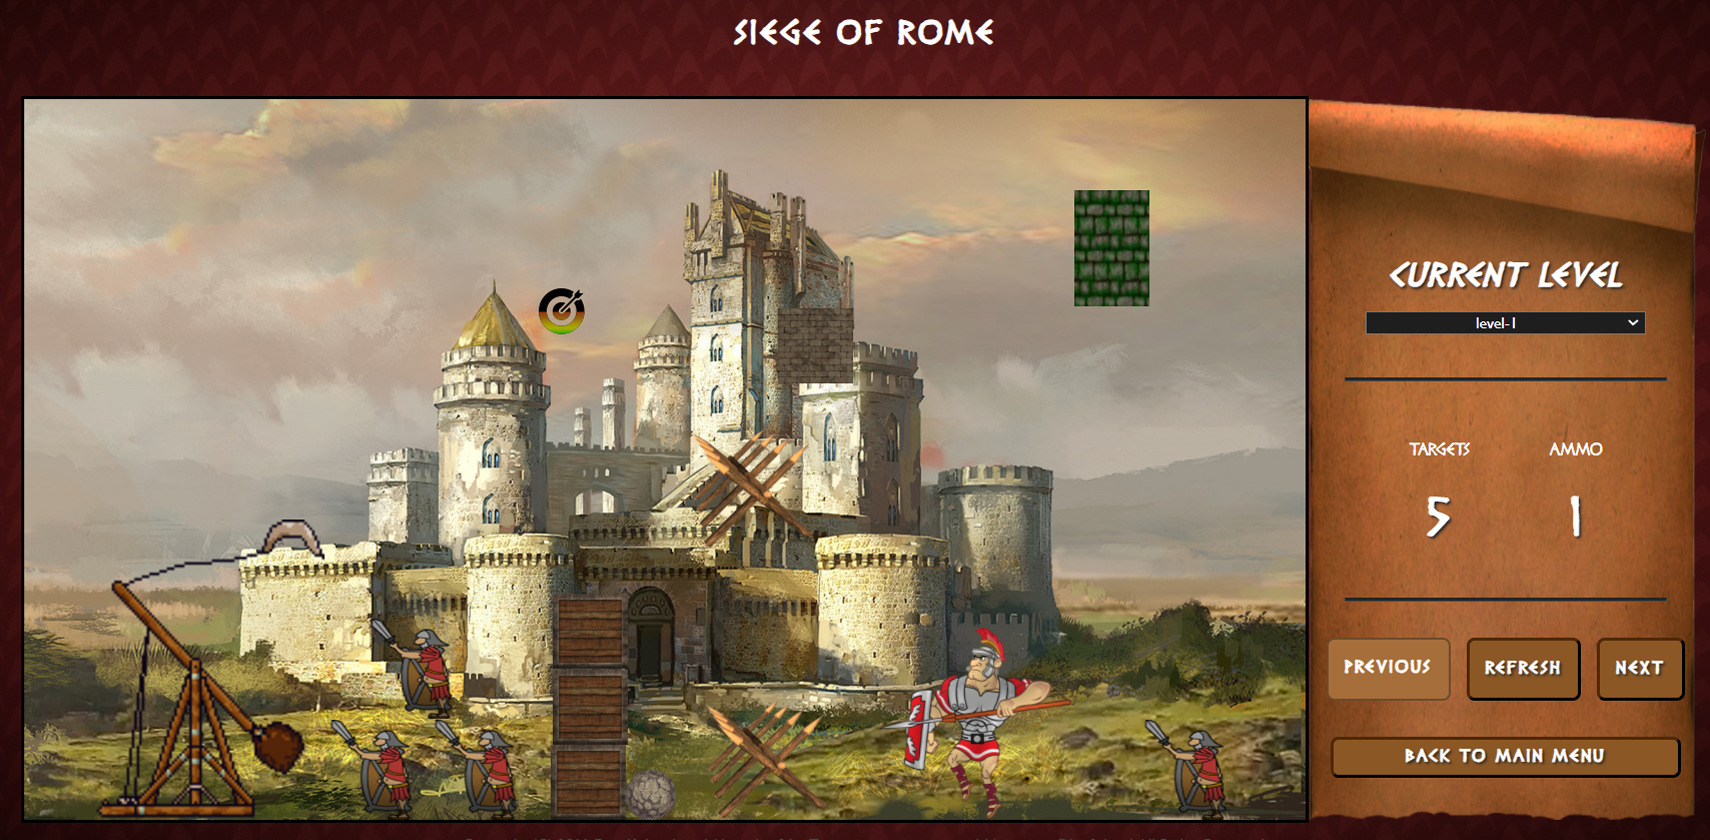 SIEGE OF ROME
CURRENT LEVEL
level-1
TARGETS AMMO
5 1
PREVIOUS REFRESH NEXT
BACK TO MAIN MENU